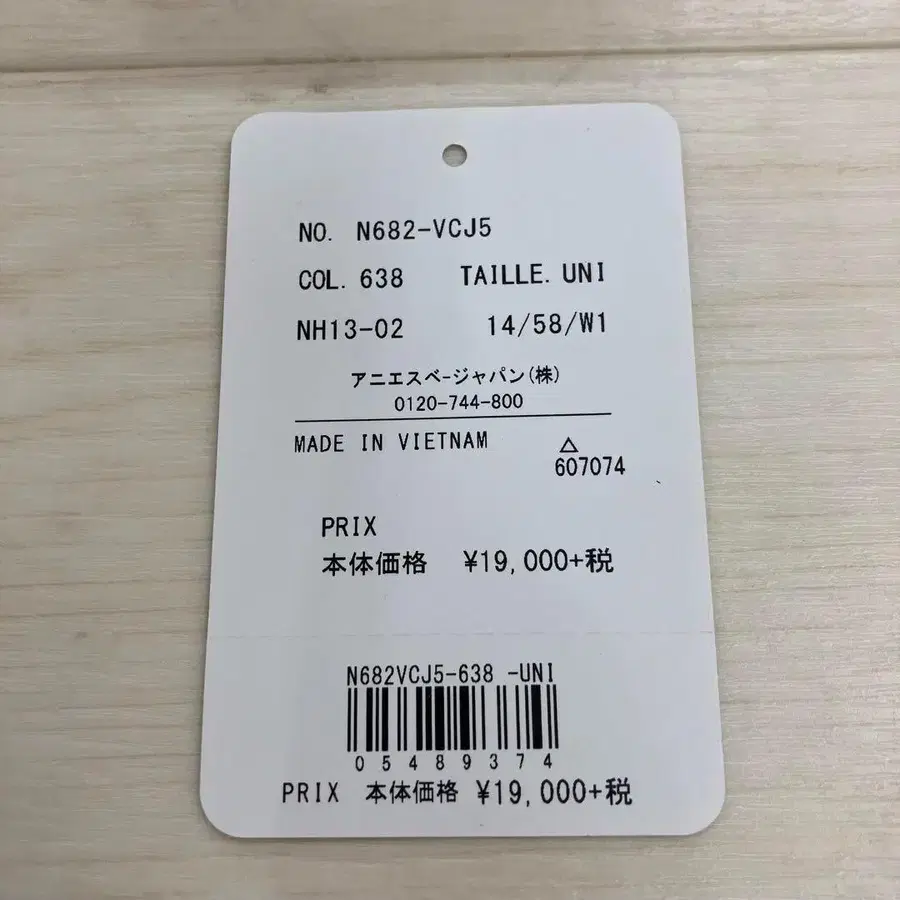 NO. N682-VCJ5
COL. 638 TAILLE. UNI
NH13-02 14/58/W1
アニエスベージャパン(株)
0120-744-800
MADE IN VIETNAM △
607074
PRIX
本体価格 ¥19,000+税
N682VCJ5-638 -UNI
05489374
PRIX 本体価格 ¥19,000+税